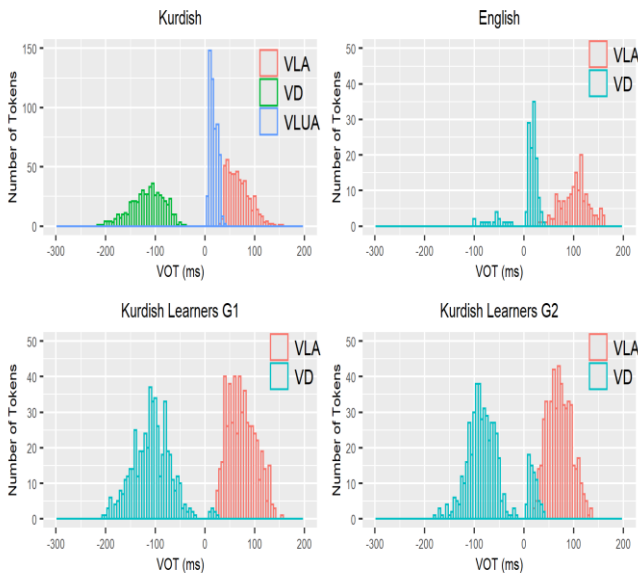 Kurdish
Number of Tokens
150
100
50
0
-300 -200 -100 0 100 200
VOT (ms)
VLA
VD
VLUA
English
Number of Tokens
50
40
30
20
10
0
-300 -200 -100 0 100 200
VOT (ms)
VLA
VD
Kurdish Learners G1
Number of Tokens
50
40
30
20
10
0
-300 -200 -100 0 100 200
VOT (ms)
VLA
VD
Kurdish Learners G2
Number of Tokens
50
40
30
20
10
0
-300 -200 -100 0 100 200
VOT (ms)
VLA
VD